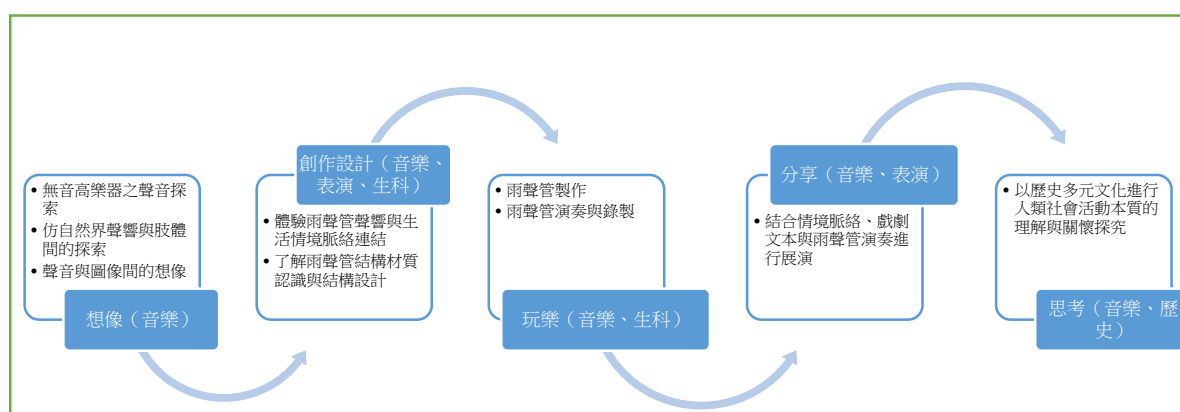 • 無音高樂器之聲音探
索
• 仿自然界聲響與肢體
間的探索
• 聲音與圖像間的想像
想像（音樂）
創作設計（音樂、
表演、生科）
• 體驗雨聲管聲響與生
活情境脈絡連結
• 了解雨聲管結構材質
認識與結構設計
• 雨聲管製作
• 雨聲管演奏與錄製
玩樂（音樂、生科）
分享（音樂、表演）
• 結合情境脈絡、戲劇
文本與雨聲管演奏進
行展演
• 以歷史多元文化進行
人類社會活動本質的
理解與關懷探究
思考（音樂、歷
史）